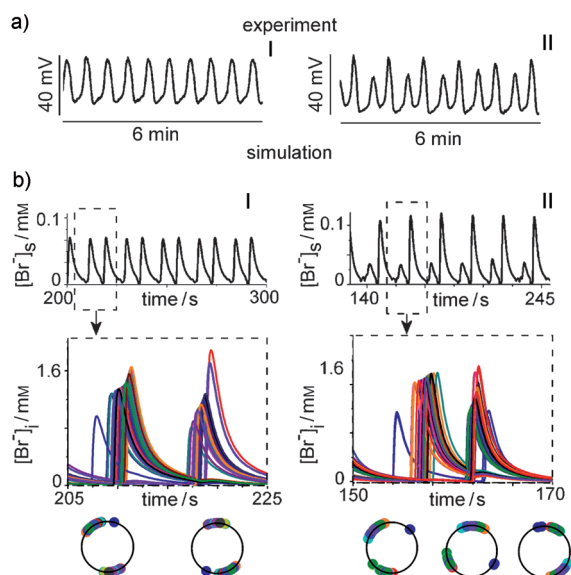 a)
experiment
I
II
40 mV
40 mV
6 min
6 min
simulation
b)
I
II
[Br⁻]s / mM
0.1
0
200
300
time / s
[Br⁻]s / mM
0.1
0
140
245
time / s
[Br⁻]i / mM
1.6
0
205
225
time / s
[Br⁻]i / mM
1.6
0
150
170
time / s